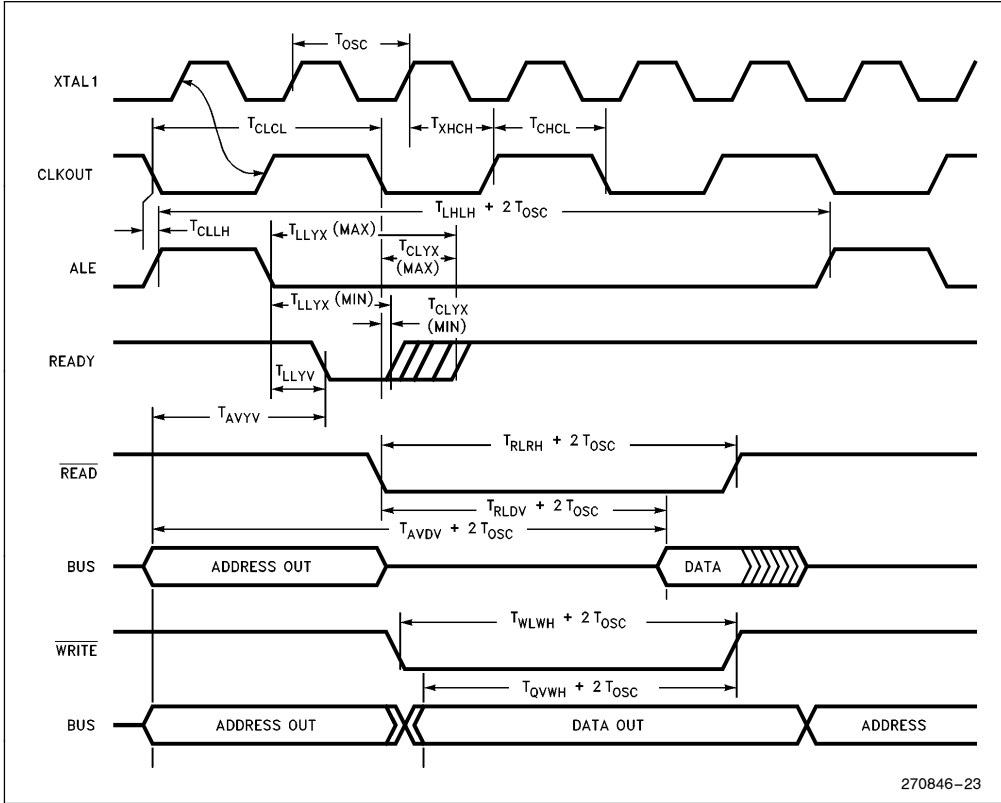 TOSC
XTAL1
TCLCL
TXHCH
TCHCL
CLKOUT
TLHLH + 2 TOSC
TCLLH
TLLYX (MAX)
TCLYX
(MAX)
ALE
TLLYX (MIN)
TCLYX
(MIN)
READY
TLLYV
TAVYV
READ
TRLRH + 2 TOSC
TRLDV + 2 TOSC
TAVDV + 2 TOSC
BUS
ADDRESS OUT
DATA
WRITE
TWLWH + 2 TOSC
TQVWH + 2 TOSC
BUS
ADDRESS OUT
DATA OUT
ADDRESS
270846-23